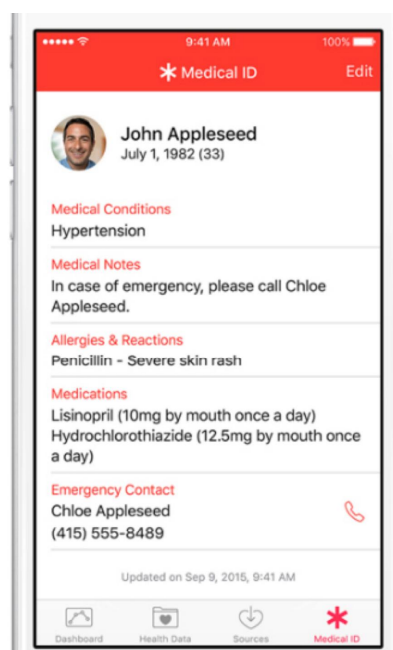 9:41 AM 100%
Medical ID Edit
John Appleseed
July 1, 1982 (33)
Medical Conditions
Hypertension
Medical Notes
In case of emergency, please call Chloe
Appleseed.
Allergies & Reactions
Penicillin - Severe skin rash
Medications
Lisinopril (10mg by mouth once a day)
Hydrochlorothiazide (12.5mg by mouth once
a day)
Emergency Contact
Chloe Appleseed
(415) 555-8489
Updated on Sep 9, 2015, 9:41 AM
Dashboard Health Data Sources Medical ID